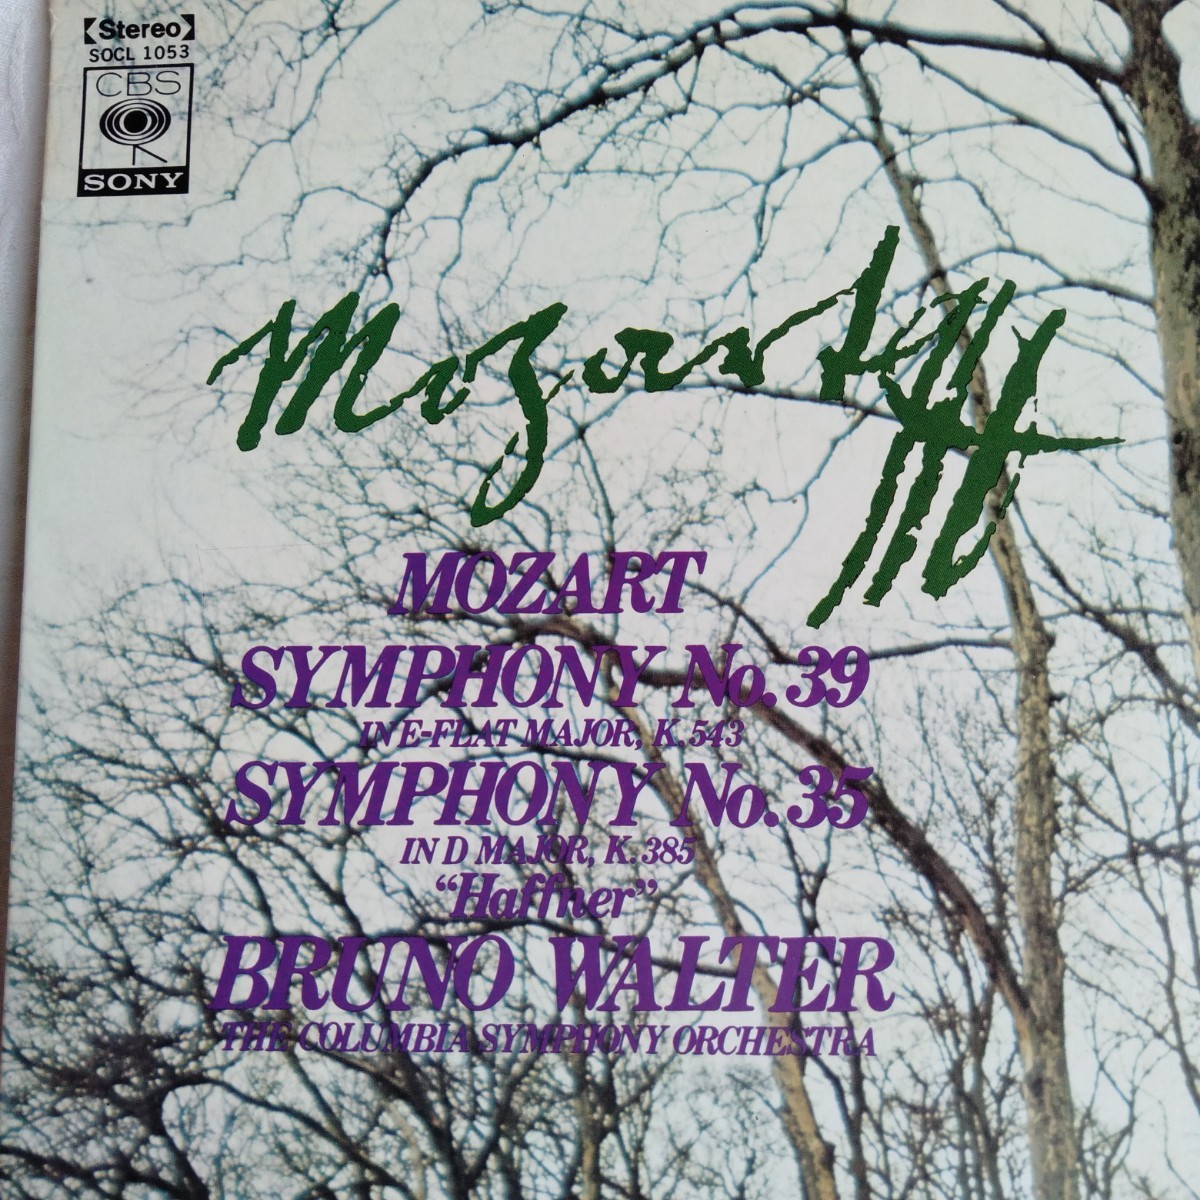 【Stereo】
SOCL 1053
CBS
SONY
Mozart
MOZART
SYMPHONY No. 39
IN E-FLAT MAJOR, K. 543
SYMPHONY No. 35
IN D MAJOR, K. 385
“Haffner”
BRUNO WALTER
THE COLUMBIA SYMPHONY ORCHESTRA